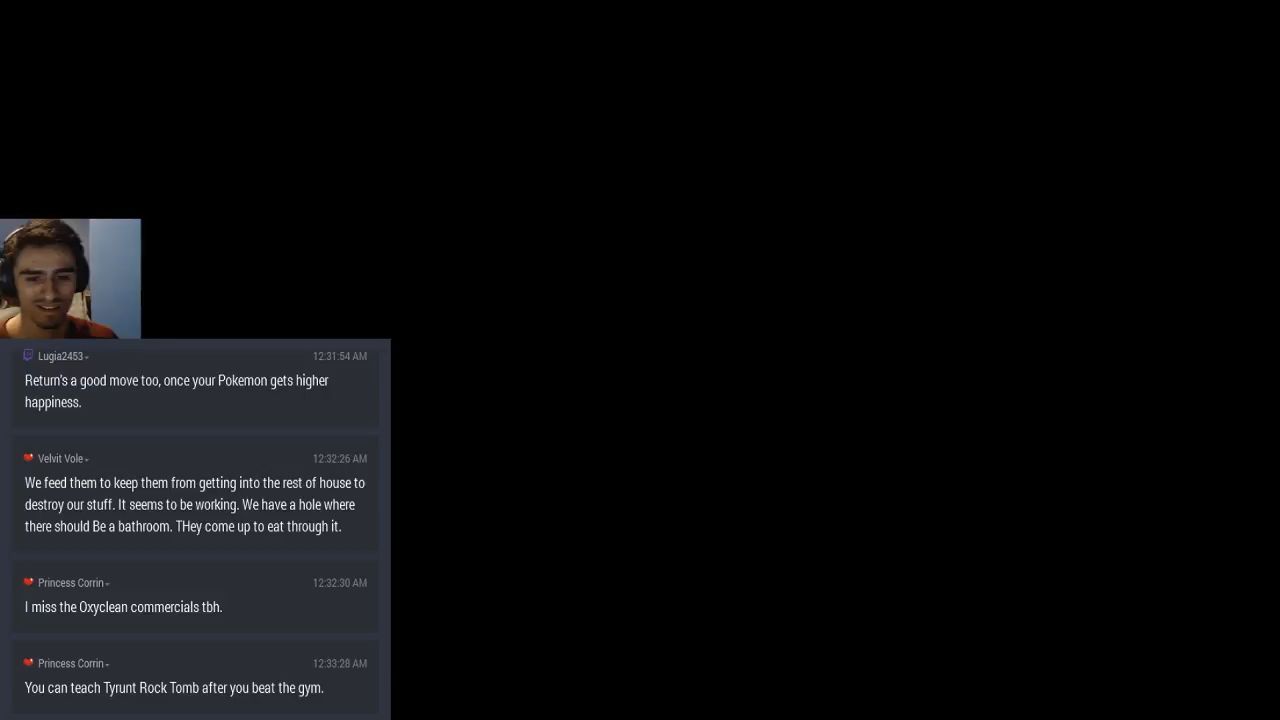 Lugia2453
12:31:54 AM
Return's a good move too, once your Pokemon gets higher
happiness.
Velvit Vole
12:32:26 AM
We feed them to keep them from getting into the rest of house to
destroy our stuff. It seems to be working. We have a hole where
there should Be a bathroom. THey come up to eat through it.
Princess Corrin
12:32:30 AM
I miss the Oxyclean commercials tbh.
Princess Corrin
12:33:28 AM
You can teach Tyrunt Rock Tomb after you beat the gym.